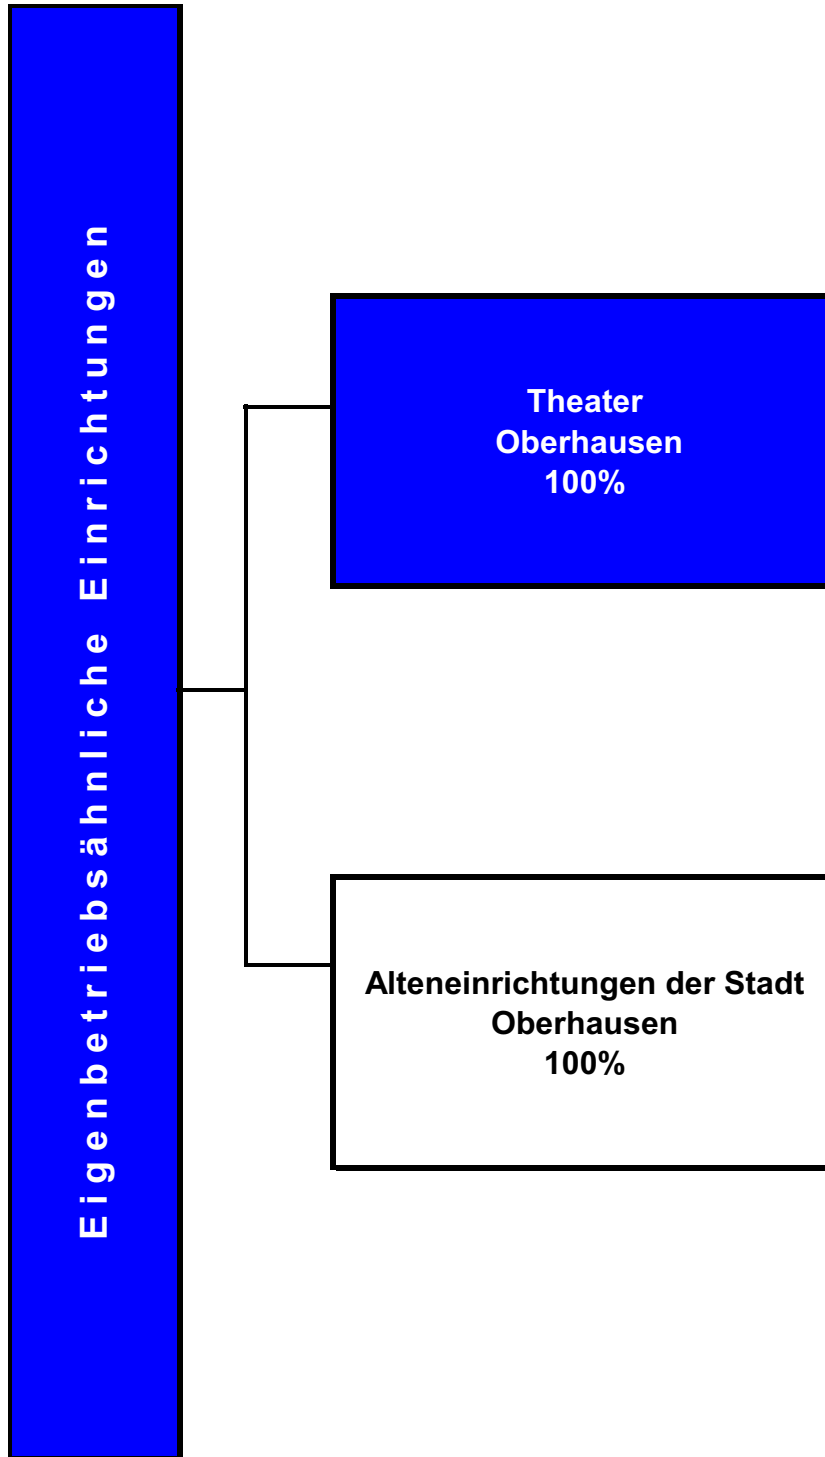 Eigenbetriebsähnliche Einrichtungen
Theater
Oberhausen
100%
Alteneinrichtungen der Stadt
Oberhausen
100%